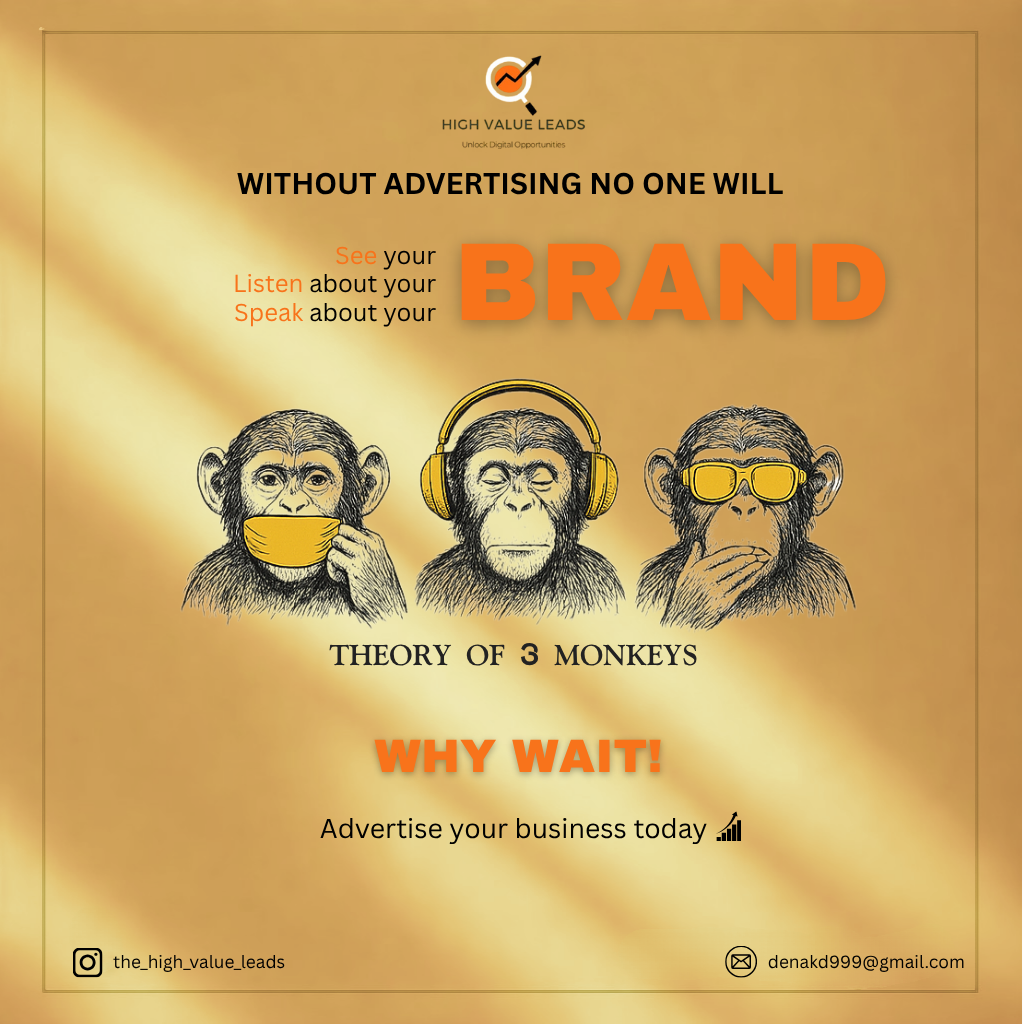 HIGH VALUE LEADS
Unlock Digital Opportunities
WITHOUT ADVERTISING NO ONE WILL
See your
Listen about your
Speak about your
BRAND
THEORY OF 3 MONKEYS
WHY WAIT!
Advertise your business today
the_high_value_leads
denakd999@gmail.com